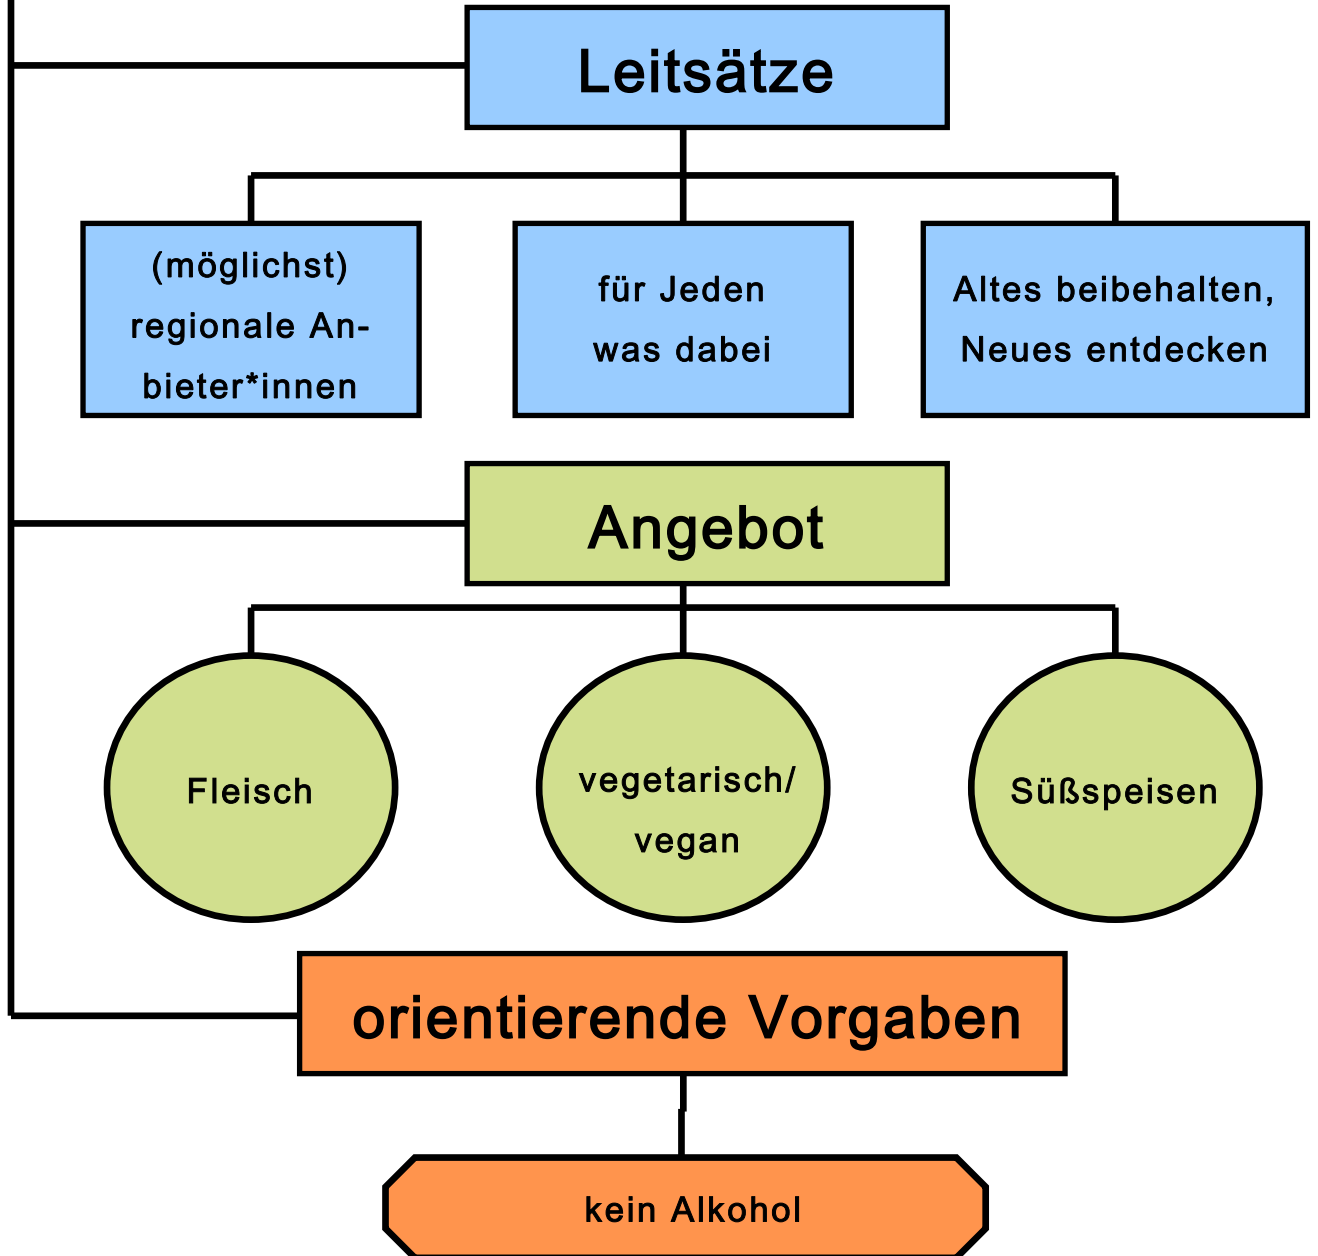 Leitsätze
(möglichst)
regionale An-
bieter*innen
für Jeden
was dabei
Altes beibehalten,
Neues entdecken
Angebot
Fleisch
vegetarisch/
vegan
Süßspeisen
orientierende Vorgaben
kein Alkohol